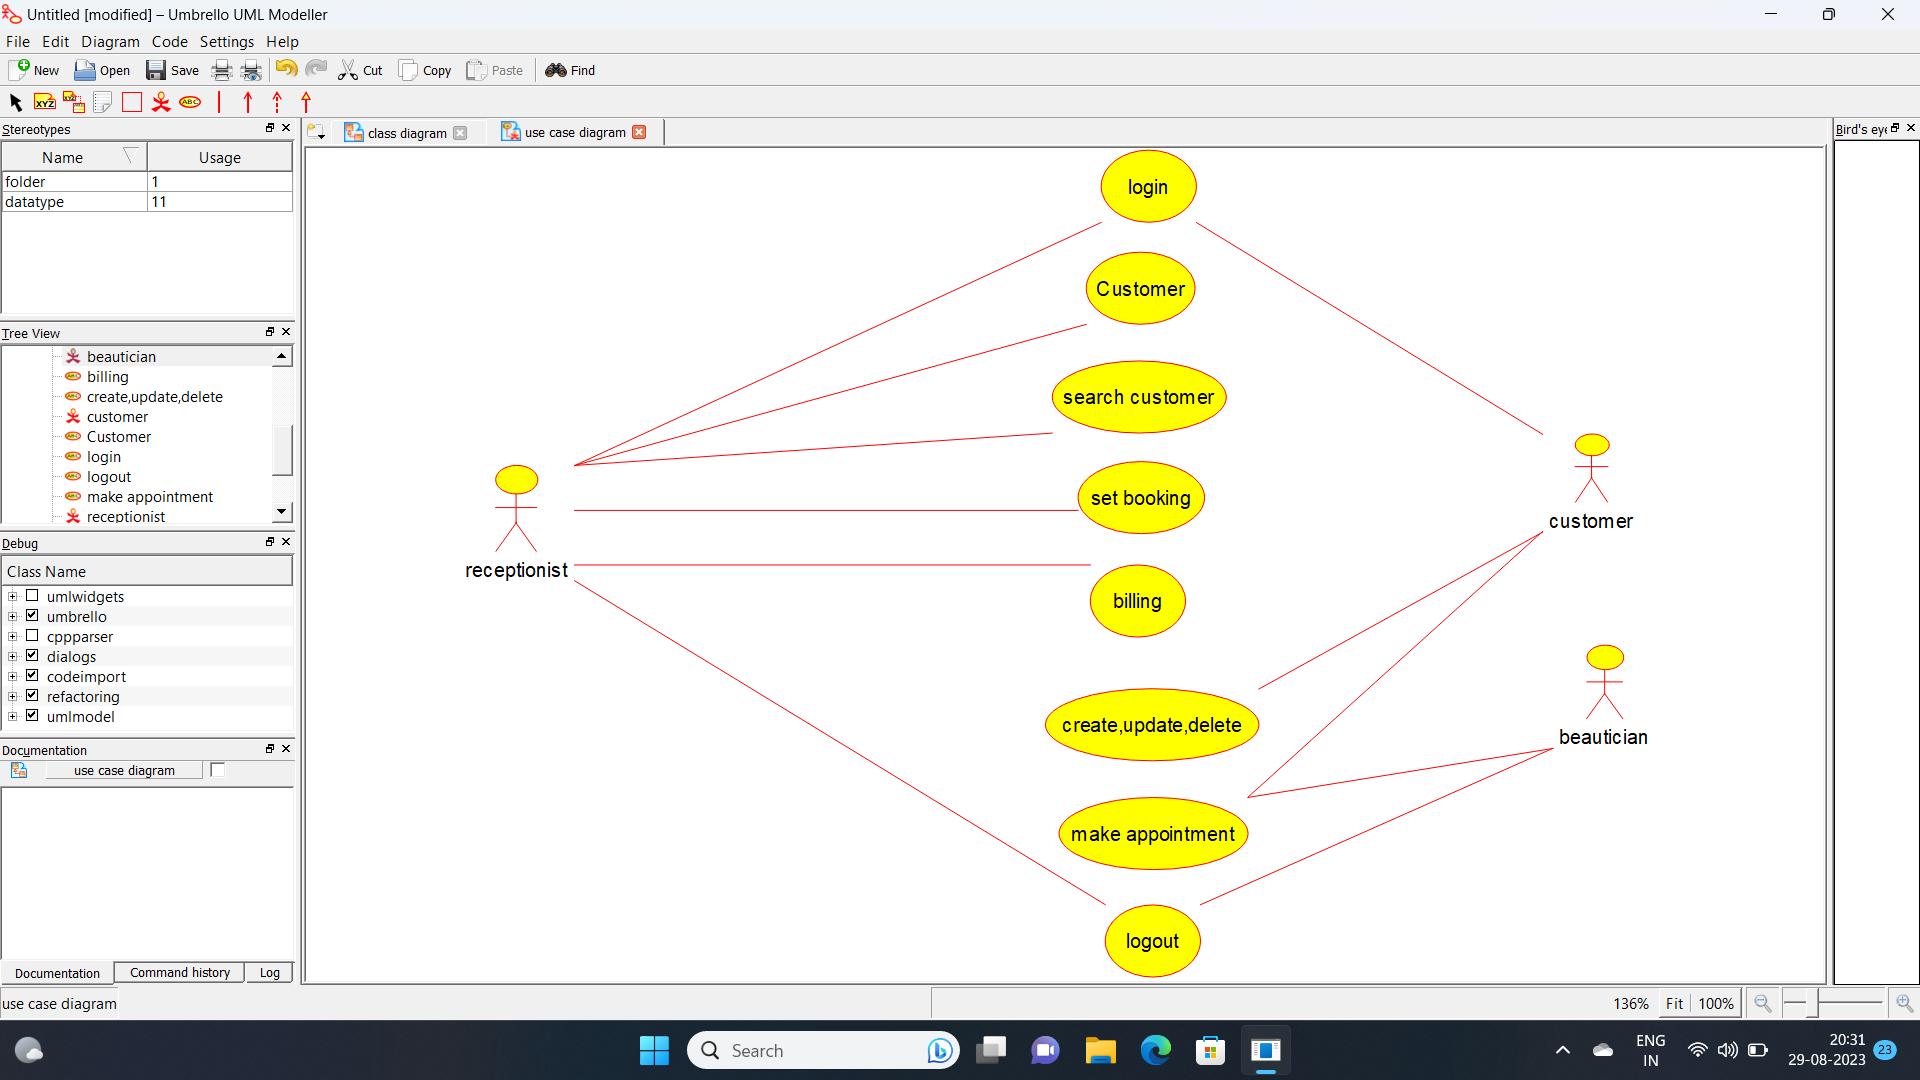 Untitled [modified] – Umbrello UML Modeller
File Edit Diagram Code Settings Help
New Open Save Cut Copy Paste Find
XYZ XYZ ABC
Stereotypes
Name Usage
folder 1
datatype 11
Tree View
beautician
billing
create,update,delete
customer
Customer
login
logout
make appointment
receptionist
Debug
Class Name
umlwidgets
umbrello
cppparser
dialogs
codeimport
refactoring
umlmodel
Documentation
use case diagram
Documentation Command history Log
class diagram use case diagram
login
Customer
search customer
set booking
billing
create,update,delete
make appointment
logout
receptionist
customer
beautician
Bird's eye
use case diagram
136% Fit 100%
Search
ENG
IN
20:31
29-08-2023
23